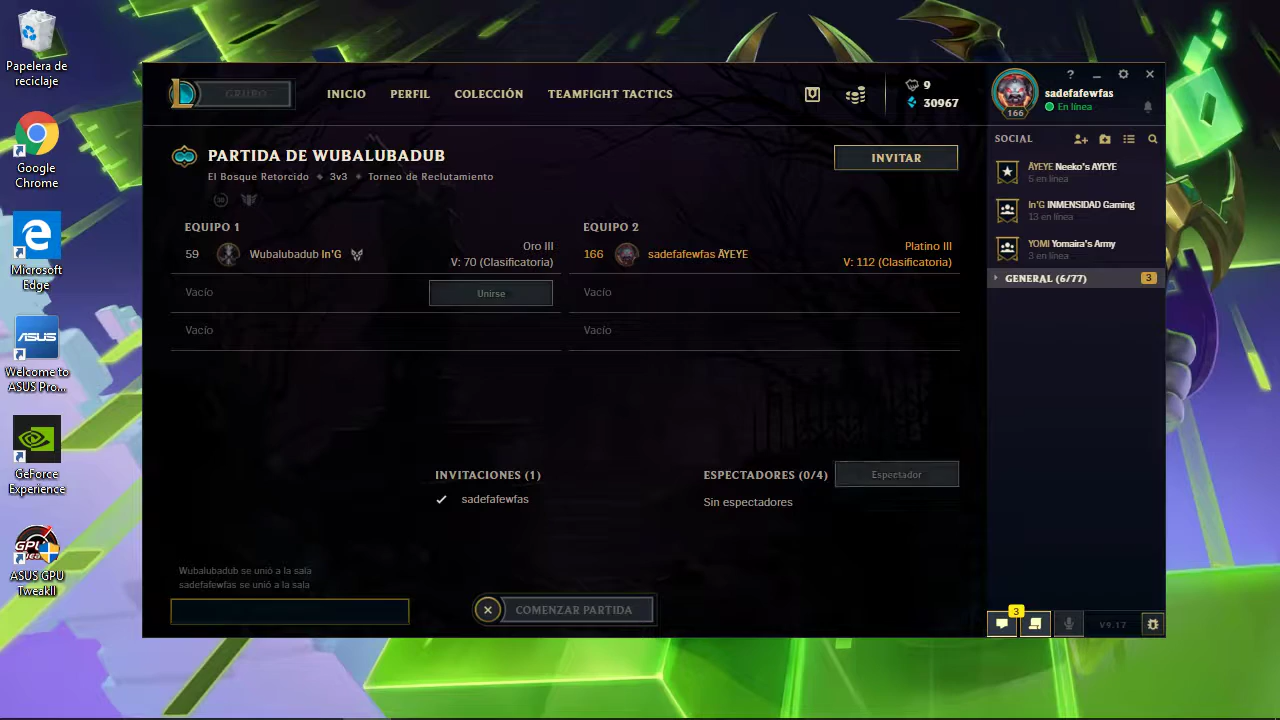 Papelera de
reciclaje
Google
Chrome
Microsoft
Edge
ASUS
Welcome to
ASUS Pro...
GeForce
Experience
ASUS GPU
TweakII
GRUPO
INICIO
PERFIL
COLECCIÓN
TEAMFIGHT TACTICS
9
30967
166
sadefafewfas
En línea
PARTIDA DE WUBALUBADUB
INVITAR
El Bosque Retorcido
3v3
Torneo de Reclutamiento
30
EQUIPO 1
59
Wubalubadub In'G
Oro III
V: 70 (Clasificatoria)
Vacío
Unirse
Vacío
EQUIPO 2
166
sadefafewfas ÄYEYE
Platino III
V: 112 (Clasificatoria)
Vacío
Vacío
INVITACIONES (1)
sadefafewfas
ESPECTADORES (0/4)
Espectador
Sin espectadores
Wubalubadub se unió a la sala
sadefafewfas se unió a la sala
COMENZAR PARTIDA
SOCIAL
ÄYEYE Neeko's AYEYE
5 en línea
In'G INMENSIDAD Gaming
13 en línea
YOMI Yomaira's Army
3 en línea
GENERAL (6/77)
3
3
V9.17